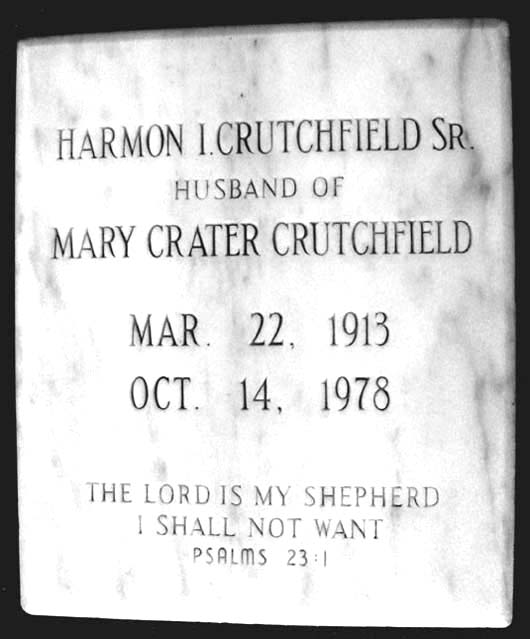 HARMON I. CRUTCHFIELD SR.
HUSBAND OF
MARY CRATER CRUTCHFIELD
MAR. 22, 1913
OCT. 14, 1978
THE LORD IS MY SHEPHERD
I SHALL NOT WANT
PSALMS 23:1